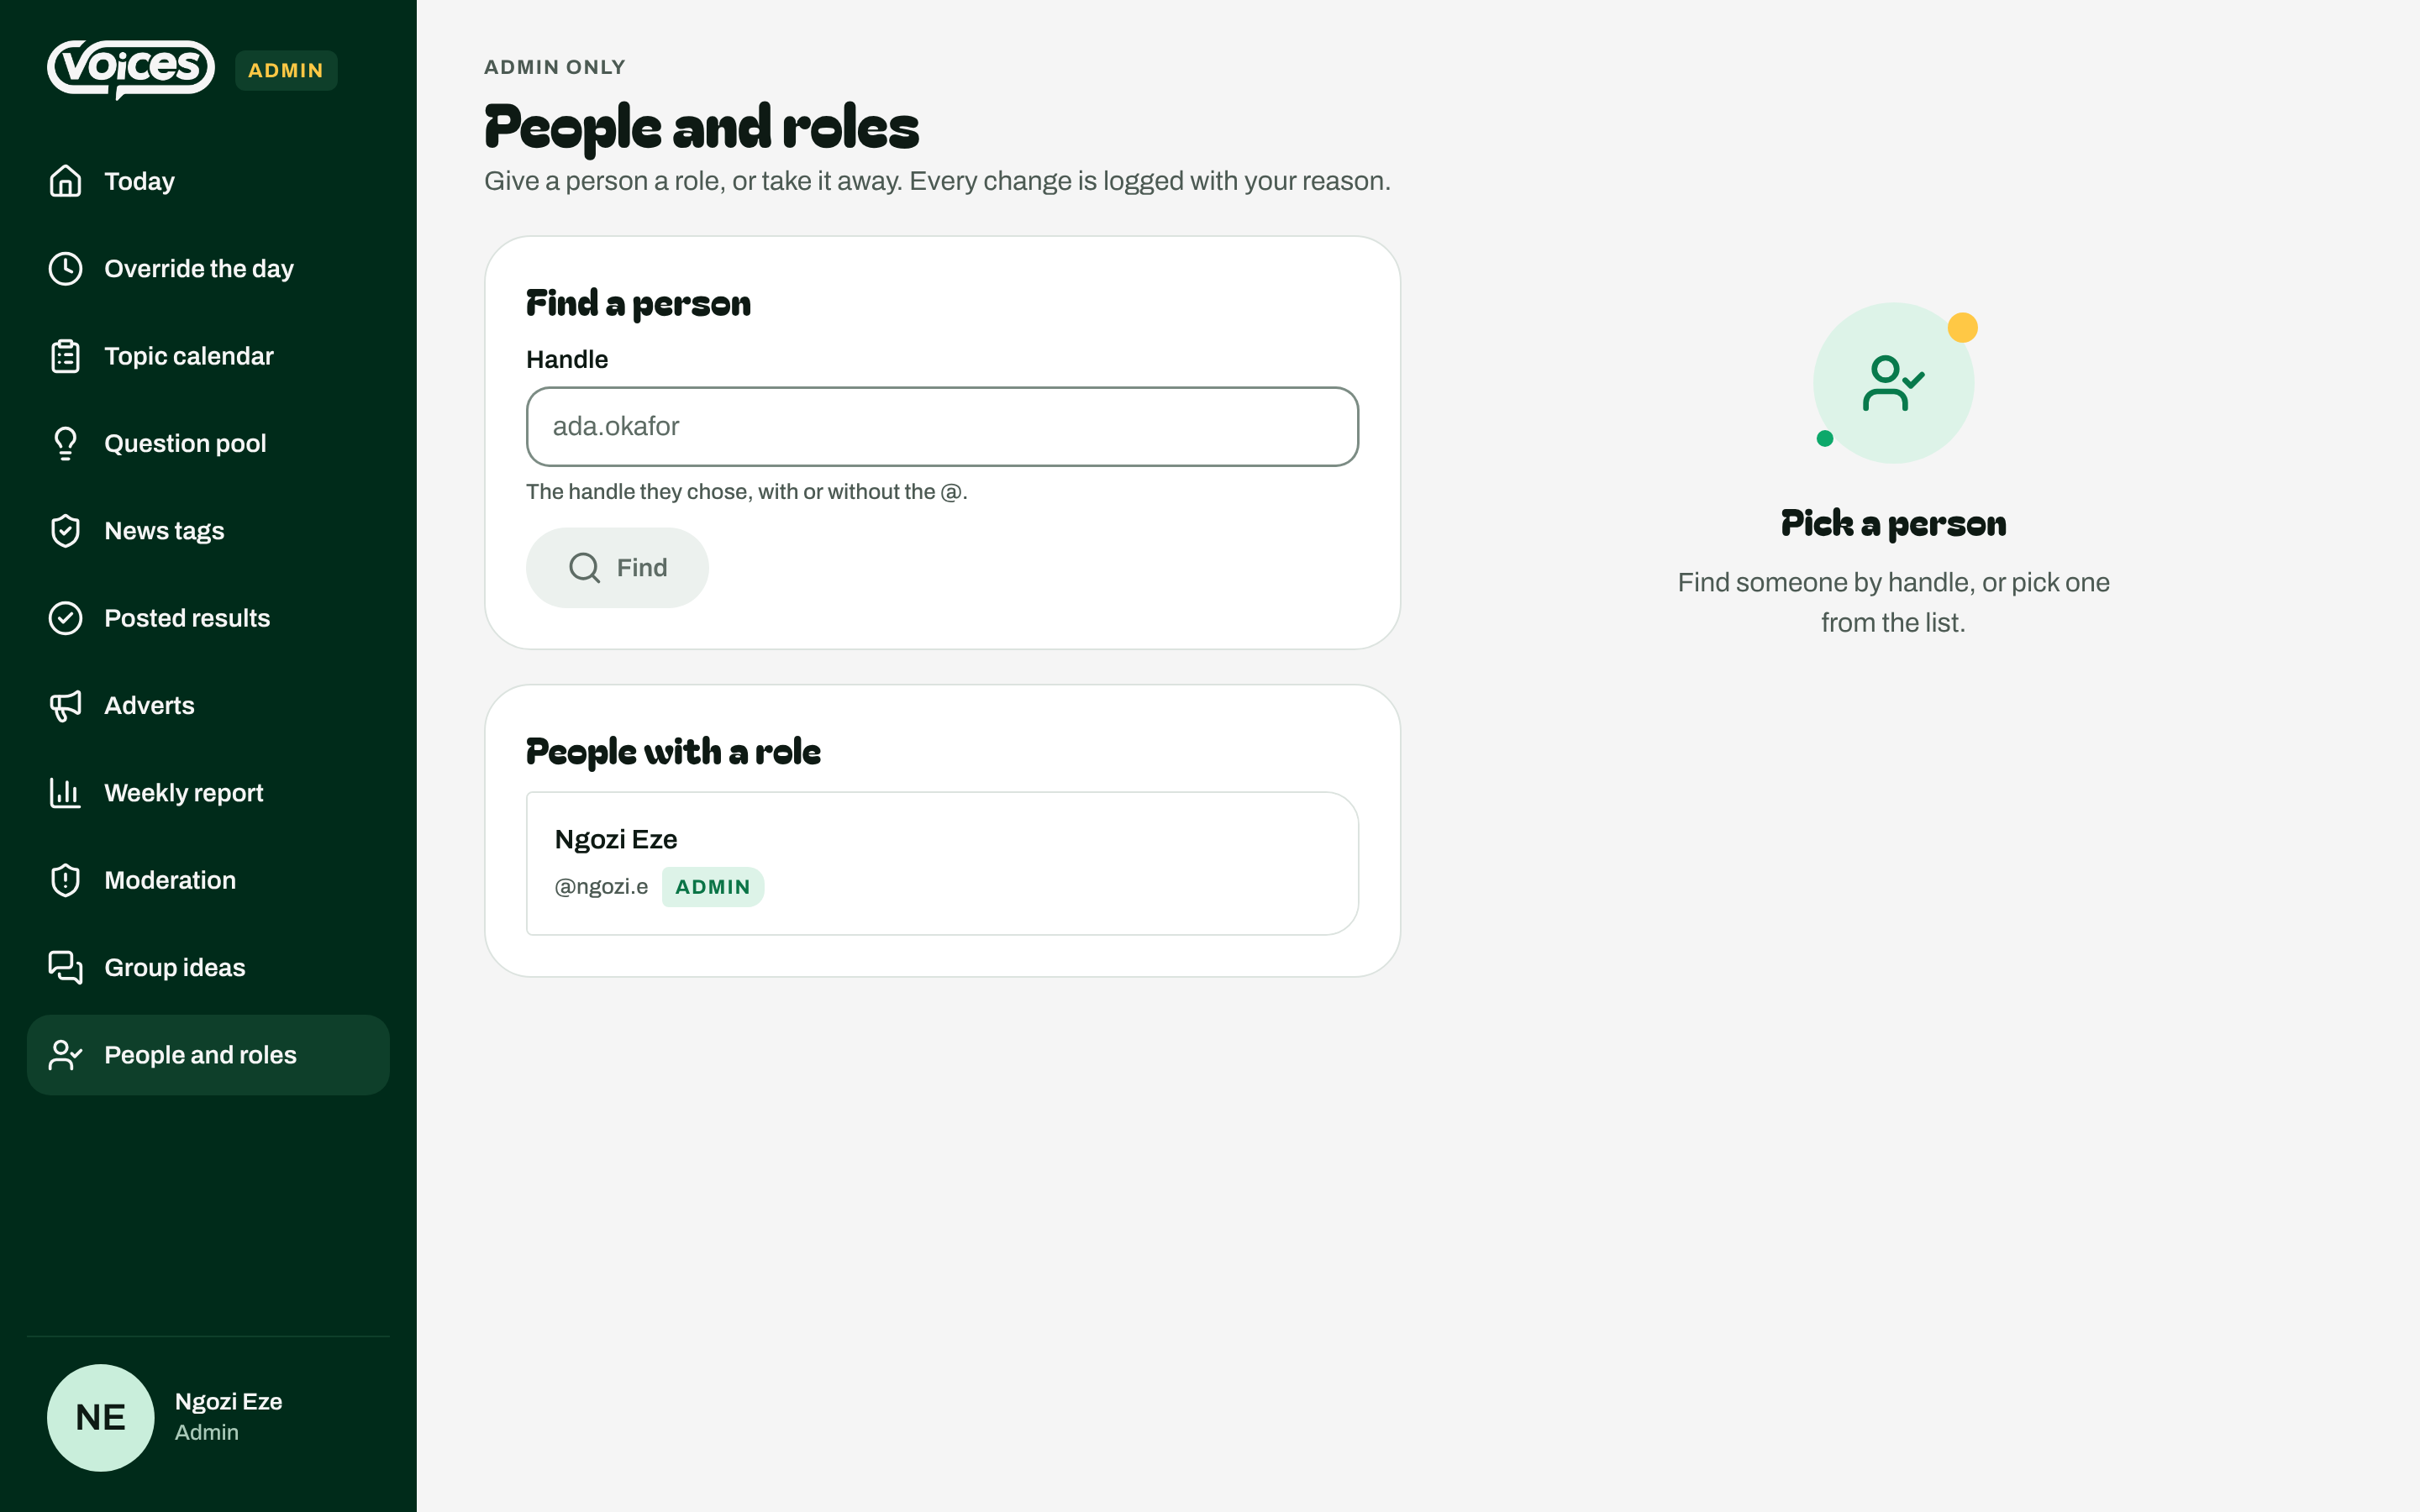 Voices
ADMIN
Today
Override the day
Topic calendar
Question pool
News tags
Posted results
Adverts
Weekly report
Moderation
Group ideas
People and roles
NE
Ngozi Eze
Admin
ADMIN ONLY
People and roles
Give a person a role, or take it away. Every change is logged with your reason.
Find a person
Handle
ada.okafor
The handle they chose, with or without the @.
Find
People with a role
Ngozi Eze
@ngozi.e ADMIN
Pick a person
Find someone by handle, or pick one
from the list.